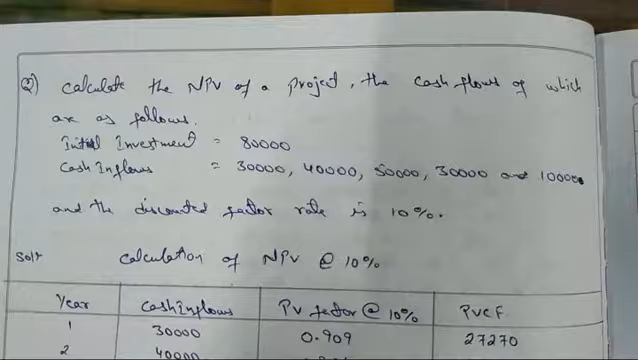 Q) Calculate the NPV of a project, the cash flows of which
are as follows.
Initial Investment = 80000
Cash Inflows = 30000, 40000, 50000, 30000 and 10000
and the discounted factor rate is 10%.
Soln Calculation of NPV @ 10%
Year Cash Inflows PV factor @ 10% PVCF
1 30000 0.909 27270
2 40000